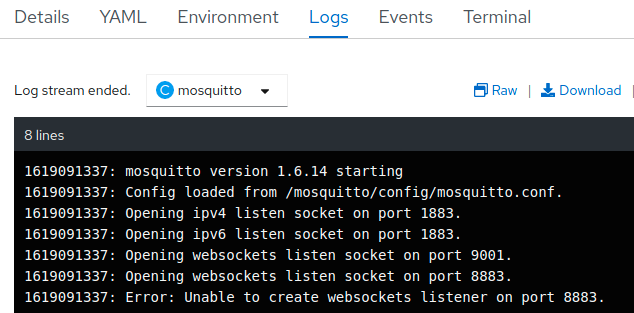 Details YAML Environment Logs Events Terminal
Log stream ended. C mosquitto Raw | Download |
8 lines
1619091337: mosquitto version 1.6.14 starting
1619091337: Config loaded from /mosquitto/config/mosquitto.conf.
1619091337: Opening ipv4 listen socket on port 1883.
1619091337: Opening ipv6 listen socket on port 1883.
1619091337: Opening websockets listen socket on port 9001.
1619091337: Opening websockets listen socket on port 8883.
1619091337: Error: Unable to create websockets listener on port 8883.